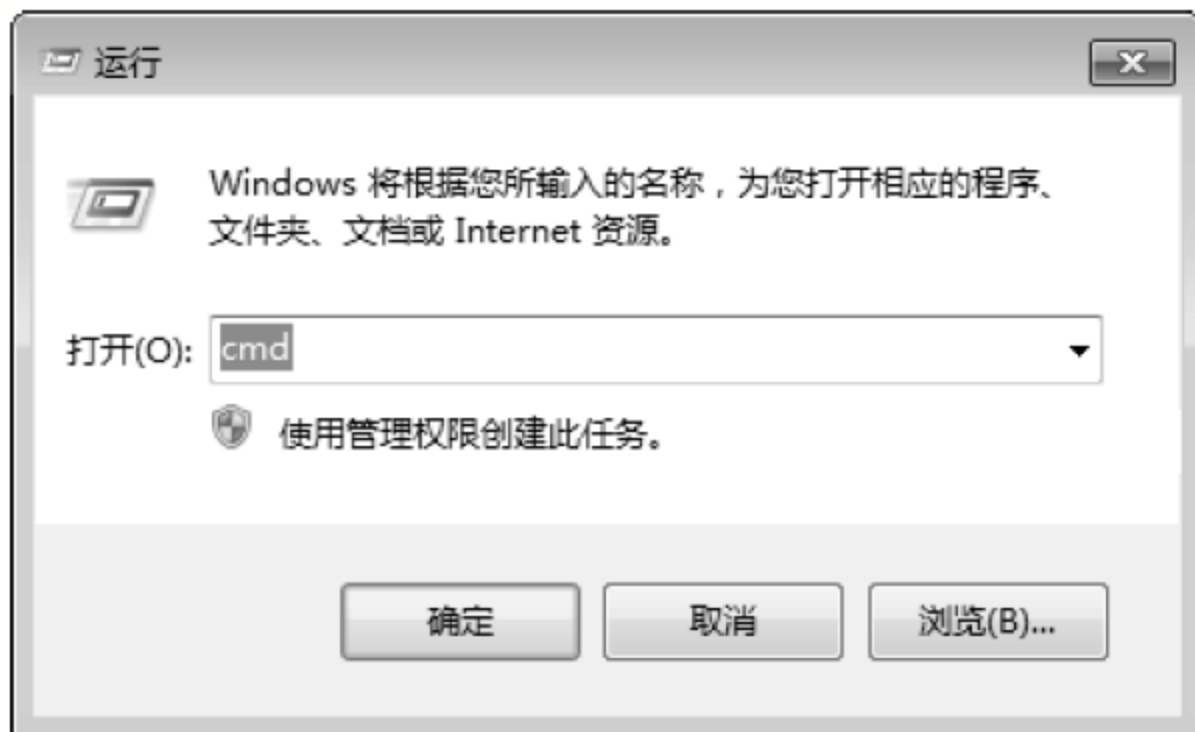 运行
Windows 将根据您所输入的名称，为您打开相应的程序、
文件夹、文档或 Internet 资源。
打开(O): cmd
使用管理权限创建此任务。
确定 取消 浏览(B)...